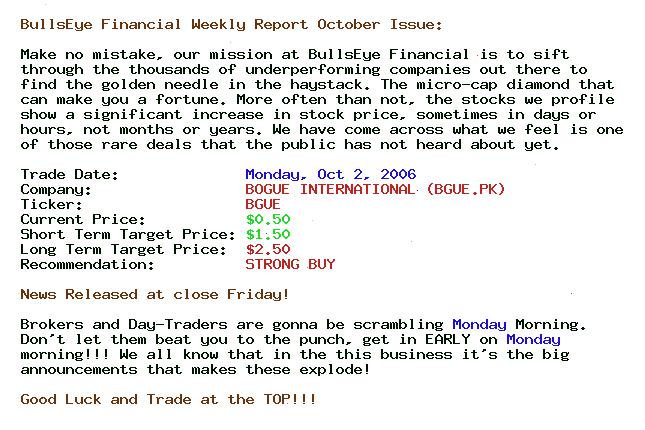 BullsEye Financial Weekly Report October Issue:
Make no mistake, our mission at BullsEye Financial is to sift
through the thousands of underperforming companies out there to
find the golden needle in the haystack. The micro-cap diamond that
can make you a fortune. More often than not, the stocks we profile
show a significant increase in stock price, sometimes in days or
hours, not months or years. We have come across what we feel is one
of those rare deals that the public has not heard about yet.
Trade Date: Monday, Oct 2, 2006
Company: BOGUE INTERNATIONAL (BGUE.PK)
Ticker: BGUE
Current Price: $0.50
Short Term Target Price: $1.50
Long Term Target Price: $2.50
Recommendation: STRONG BUY
News Released at close Friday!
Brokers and Day-Traders are gonna be scrambling Monday Morning.
Don't let them beat you to the punch, get in EARLY on Monday
morning!!! We all know that in the this business it's the big
announcements that makes these explode!
Good Luck and Trade at the TOP!!!